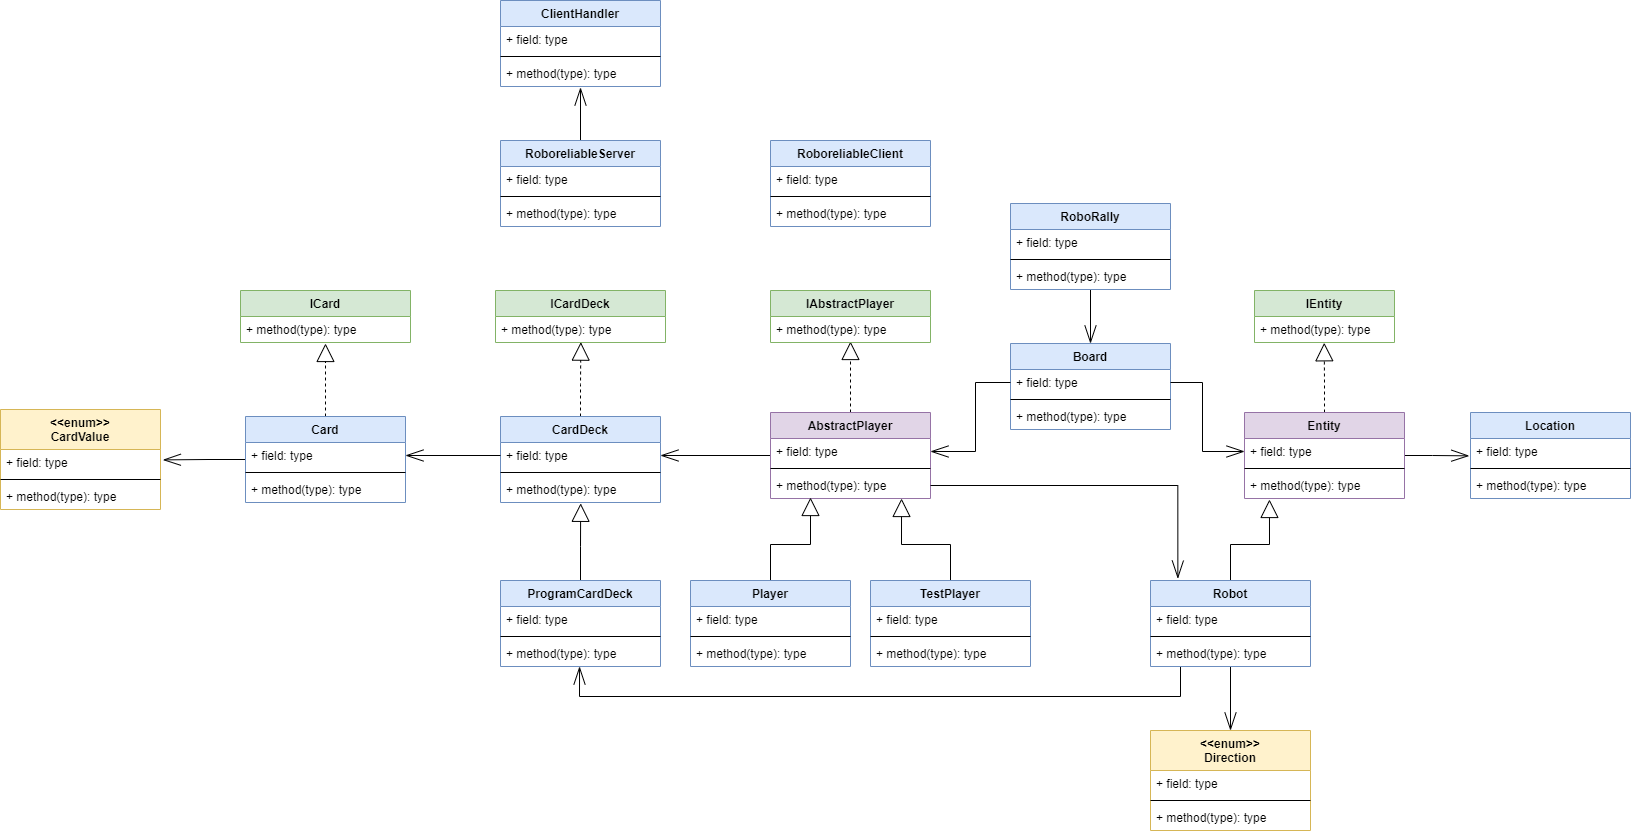 ClientHandler
+ field: type
+ method(type): type
RoboreliableServer
+ field: type
+ method(type): type
RoboreliableClient
+ field: type
+ method(type): type
RoboRally
+ field: type
+ method(type): type
ICard
+ method(type): type
ICardDeck
+ method(type): type
IAbstractPlayer
+ method(type): type
IEntity
+ method(type): type
Board
+ field: type
+ method(type): type
<<enum>>
CardValue
+ field: type
+ method(type): type
Card
+ field: type
+ method(type): type
CardDeck
+ field: type
+ method(type): type
AbstractPlayer
+ field: type
+ method(type): type
Entity
+ field: type
+ method(type): type
Location
+ field: type
+ method(type): type
ProgramCardDeck
+ field: type
+ method(type): type
Player
+ field: type
+ method(type): type
TestPlayer
+ field: type
+ method(type): type
Robot
+ field: type
+ method(type): type
<<enum>>
Direction
+ field: type
+ method(type): type